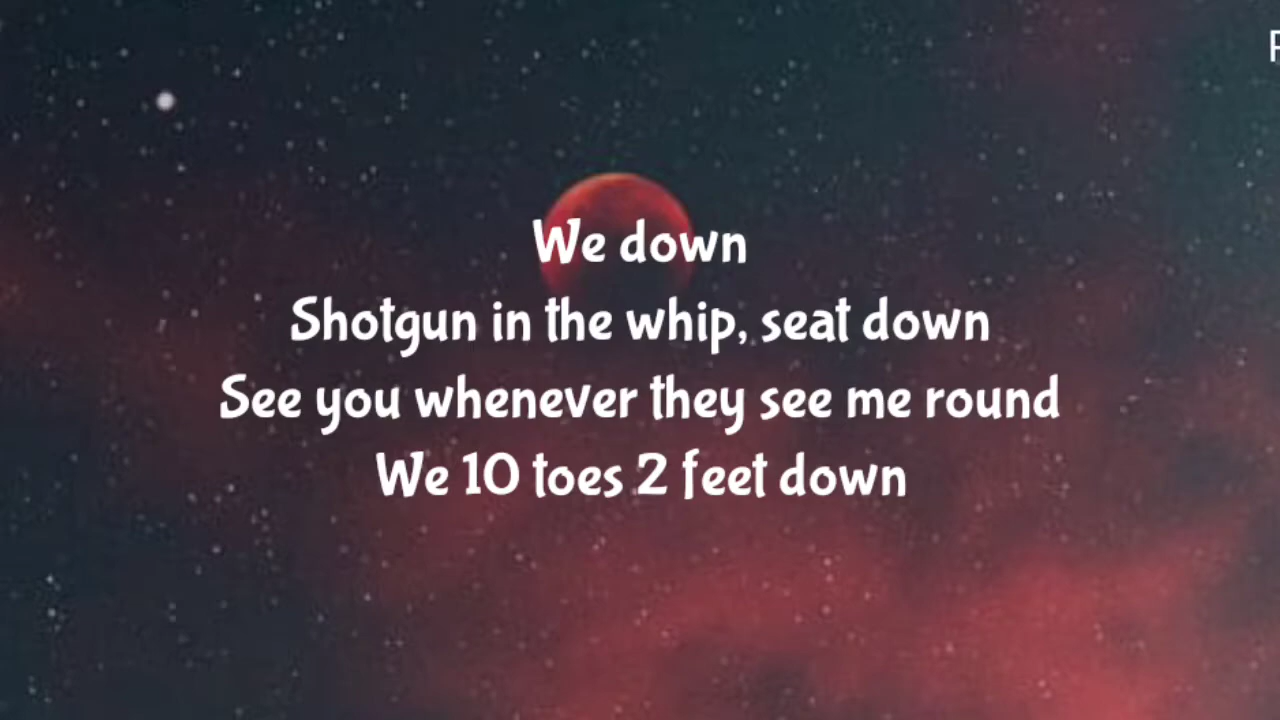 We down
Shotgun in the whip, seat down
See you whenever they see me round
We 10 toes 2 feet down